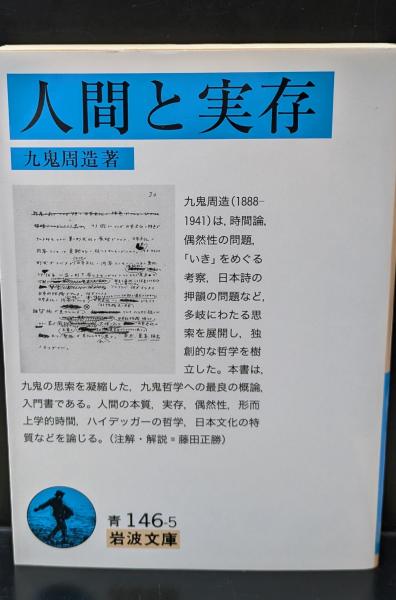 人間と実存
九鬼周造著
九鬼周造(1888-
1941)は,時間論,
偶然性の問題,
「いき」をめぐる
考察,日本詩の
押韻の問題など,
多岐にわたる思
索を展開し,独
創的な哲学を樹
立した。本書は,
九鬼の思索を凝縮した,九鬼哲学への最良の概論,
入門書である。人間の本質,実存,偶然性,形而
上学的時間,ハイデッガーの哲学,日本文化の特
質などを論じる。(注解・解説=藤田正勝)
青 146-5
岩波文庫